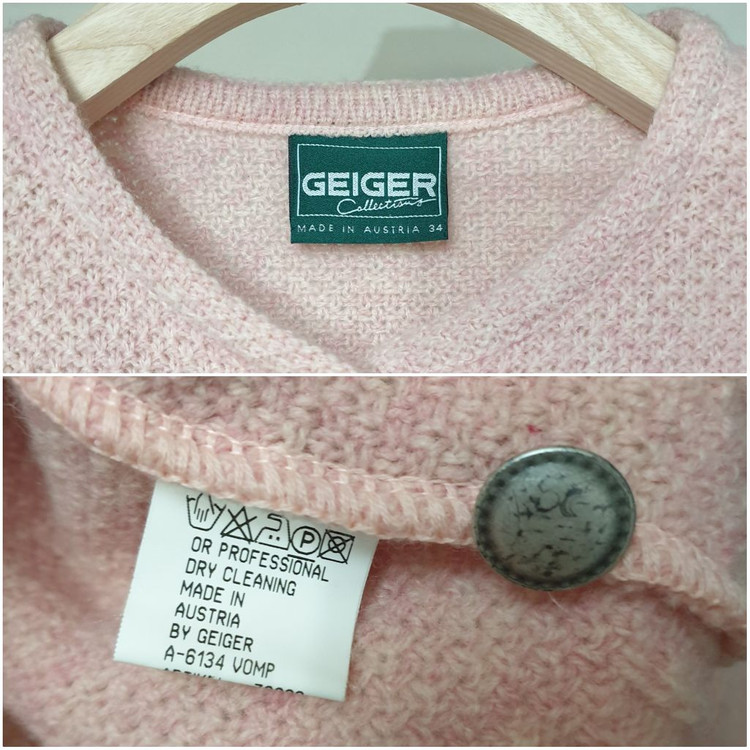 GEIGER
Collections
MADE IN AUSTRIA 34
P
OR PROFESSIONAL
DRY CLEANING
MADE IN
AUSTRIA
BY GEIGER
A-6134 VOMP